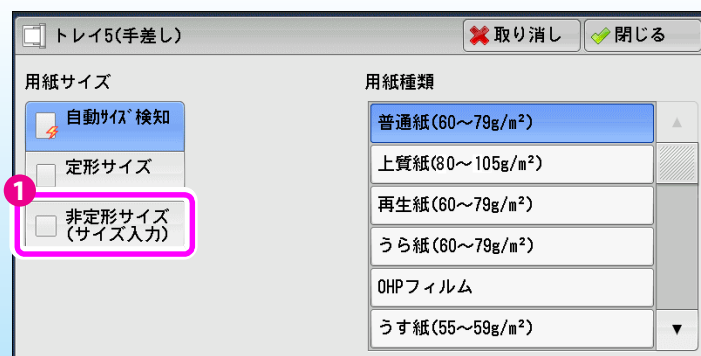 トレイ5(手差し)
取り消し
閉じる
用紙サイズ
自動ｻｲｽﾞ検知
定形サイズ
1
非定形サイズ
(サイズ入力)
用紙種類
普通紙(60～79g/m²)
上質紙(80～105g/m²)
再生紙(60～79g/m²)
うら紙(60～79g/m²)
OHPフィルム
うす紙(55～59g/m²)